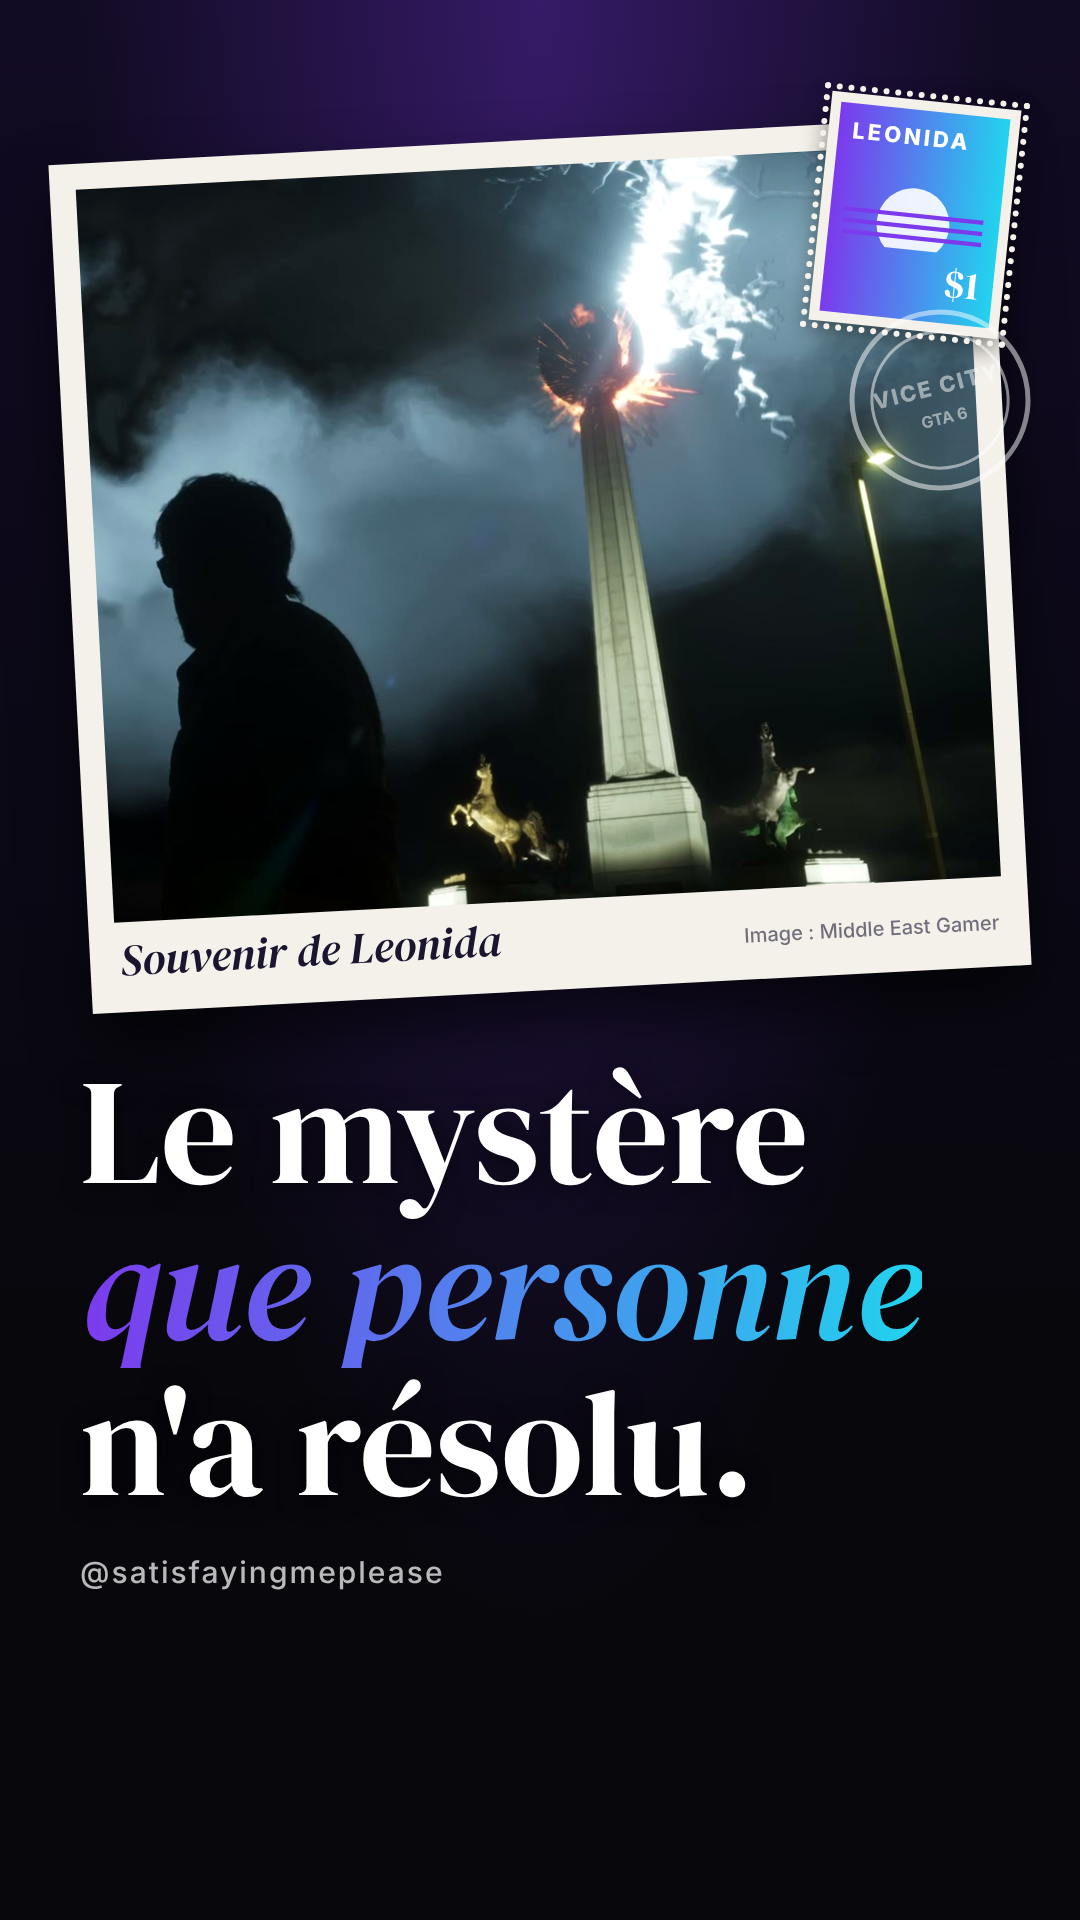 LEONIDA
$1
VICE CITY
GTA 6
Souvenir de Leonida
Image : Middle East Gamer
Le mystère
que personne
n'a résolu.
@satisfayingmeplease